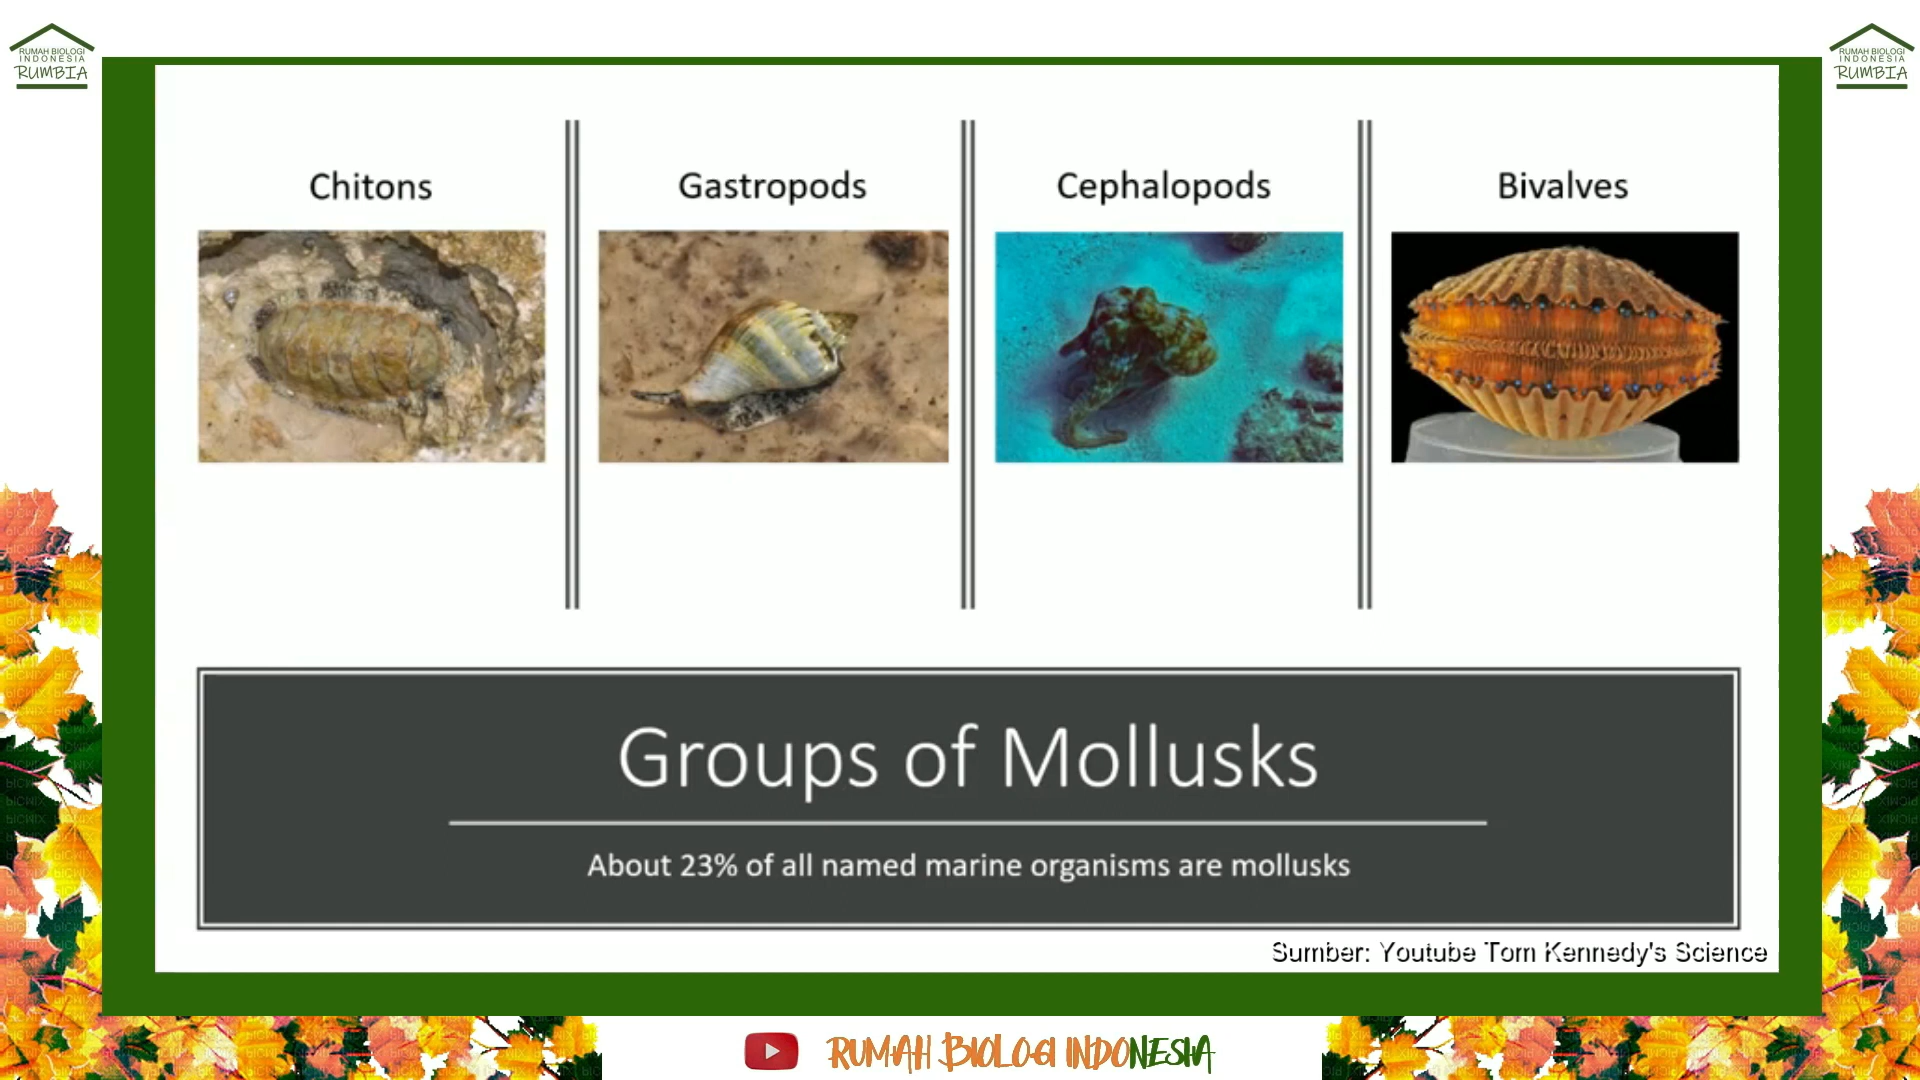 RUMAH BIOLOGI
INDONESIA
RUMBIA
RUMAH BIOLOGI
INDONESIA
RUMBIA
Chitons
Gastropods
Cephalopods
Bivalves
Groups of Mollusks
About 23% of all named marine organisms are mollusks
Sumber: Youtube Tom Kennedy's Science
RUMAH BIOLOGI INDONESIA